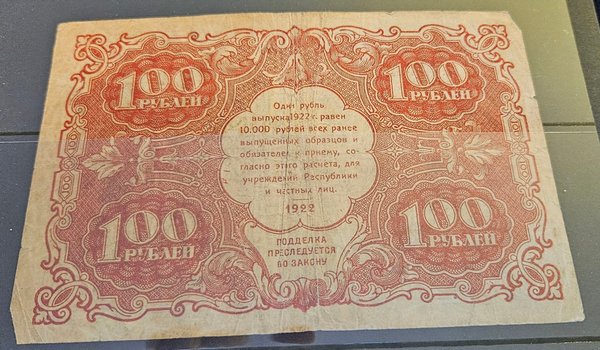 100
РУБЛЕЙ
100
РУБЛЕЙ
Один рубль
выпуска 1922 г. равен
10.000 рублей всех ранее
выпущенных образцов и
обязателен к приему, со-
гласно этого расчета, для
учреждений Республики
и частных лиц.
1922
100
РУБЛЕЙ
100
РУБЛЕЙ
ПОДДЕЛКА
ПРЕСЛЕДУЕТСЯ
ПО ЗАКОНУ